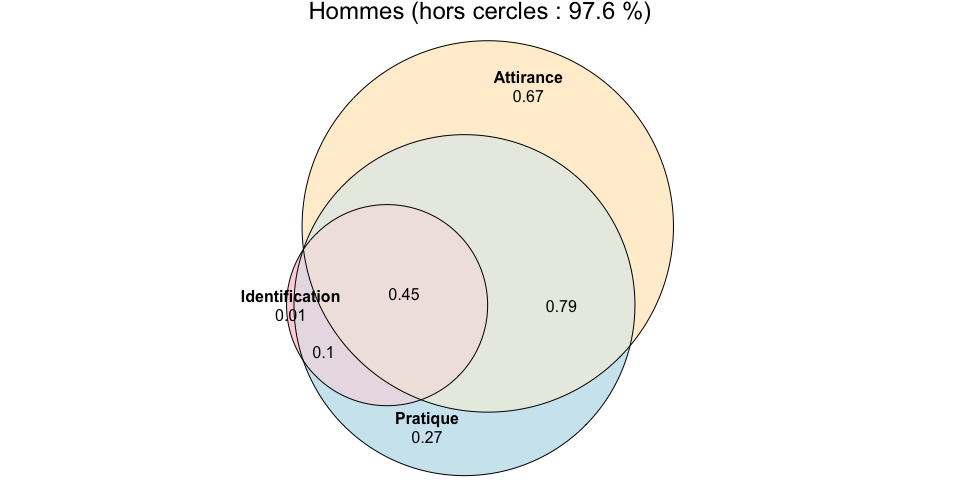 Hommes (hors cercles : 97.6 %)
Attirance
0.67
Identification
0.01
0.45
0.79
0.1
Pratique
0.27